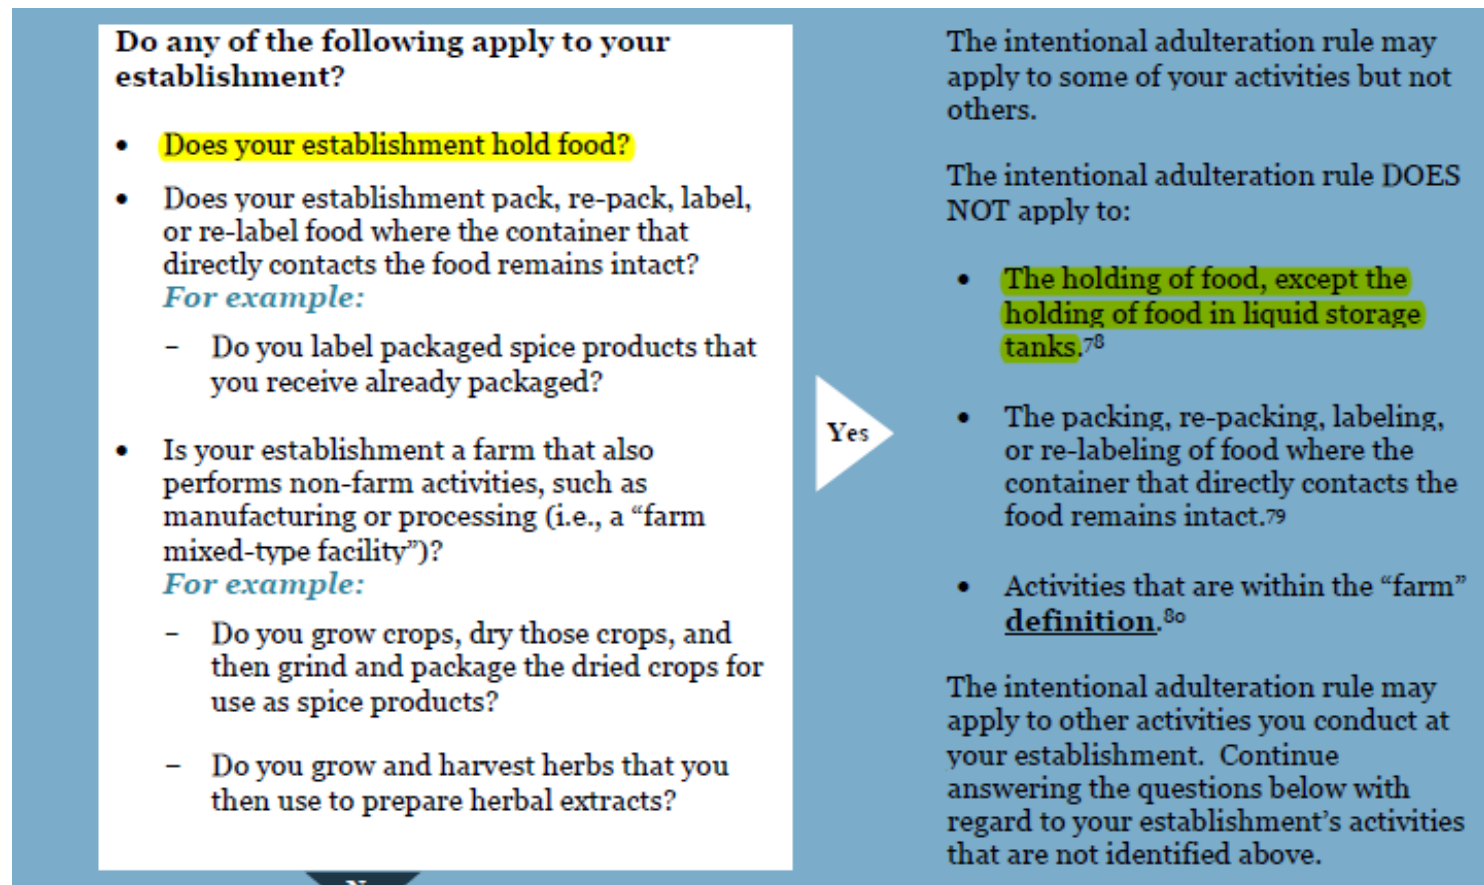 Do any of the following apply to your
establishment?
• Does your establishment hold food?
• Does your establishment pack, re-pack, label,
or re-label food where the container that
directly contacts the food remains intact?
For example:
– Do you label packaged spice products that
you receive already packaged?
• Is your establishment a farm that also
performs non-farm activities, such as
manufacturing or processing (i.e., a “farm
mixed-type facility”)?
For example:
– Do you grow crops, dry those crops, and
then grind and package the dried crops for
use as spice products?
– Do you grow and harvest herbs that you
then use to prepare herbal extracts?
Yes
The intentional adulteration rule may
apply to some of your activities but not
others.
The intentional adulteration rule DOES
NOT apply to:
• The holding of food, except the
holding of food in liquid storage
tanks.78
• The packing, re-packing, labeling,
or re-labeling of food where the
container that directly contacts the
food remains intact.79
• Activities that are within the “farm”
definition.80
The intentional adulteration rule may
apply to other activities you conduct at
your establishment.  Continue
answering the questions below with
regard to your establishment’s activities
that are not identified above.